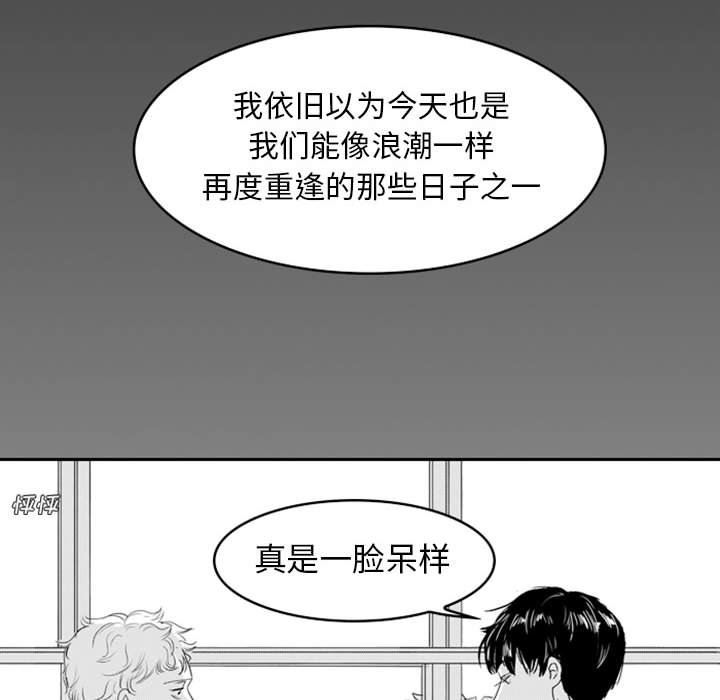 我依旧以为今天也是
我们能像浪潮一样
再度重逢的那些日子之一
怦怦
真是一脸呆样